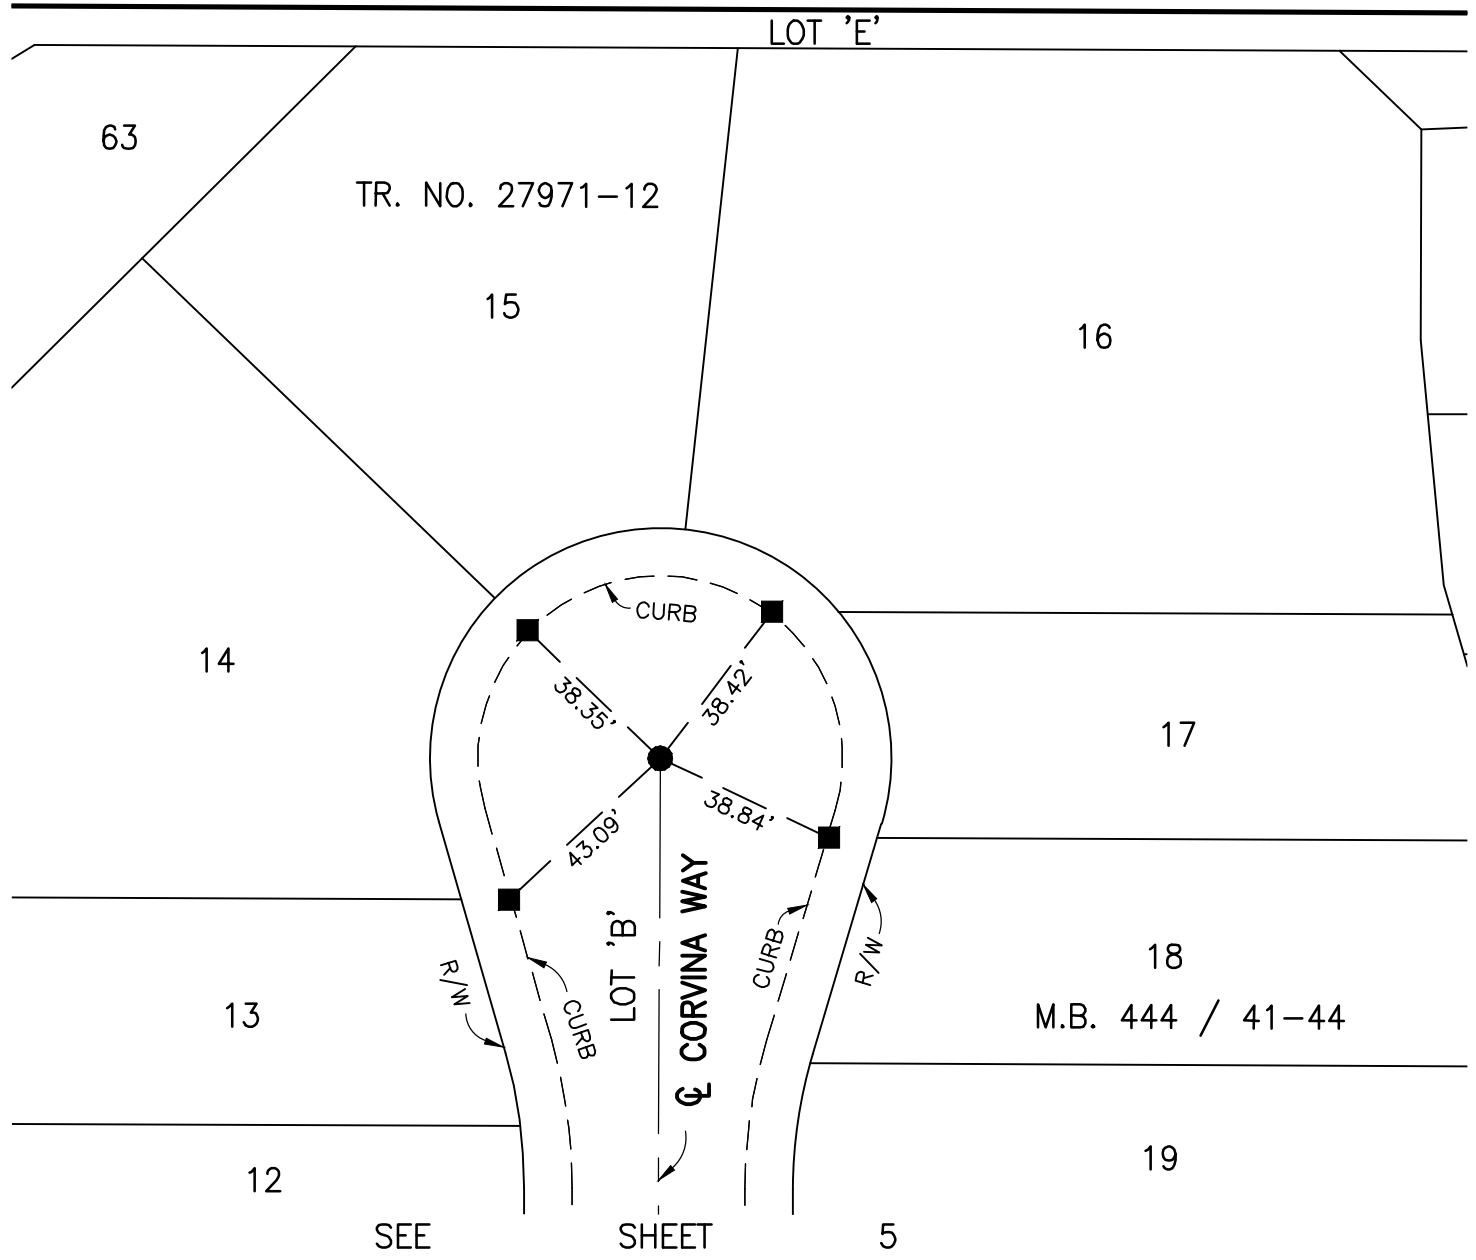 LOT 'E'
63
TR. NO. 27971-12
15
16
CURB
14
38.35'
38.42'
17
38.84'
43.09'
LOT 'B'
℄ CORVINA WAY
CURB
R/W
18
R/W
CURB
13
M.B. 444 / 41-44
12
19
SEE SHEET 5